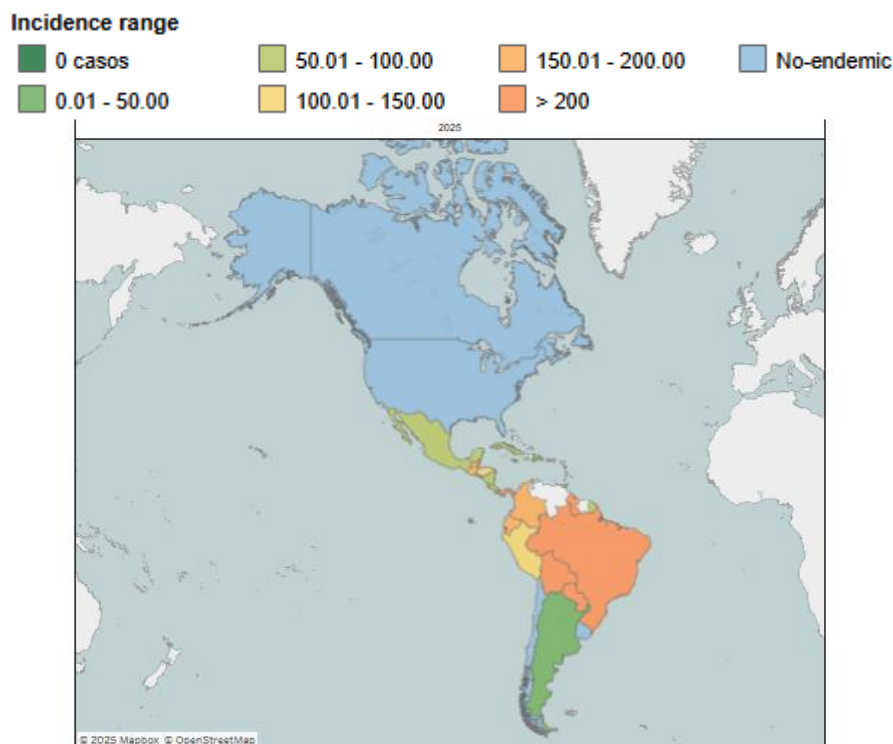 Incidence range
0 casos
50.01 - 100.00
150.01 - 200.00
No-endemic
0.01 - 50.00
100.01 - 150.00
> 200
2025
© 2025 Mapbox © OpenStreetMap